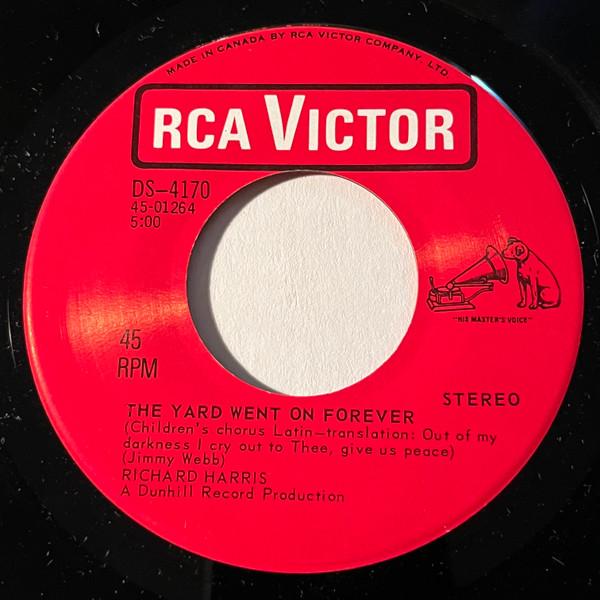 MADE IN CANADA BY RCA VICTOR COMPANY, LTD
RCA VICTOR
DS-4170
45-01264
5:00
"HIS MASTER'S VOICE"
45
RPM
STEREO
THE YARD WENT ON FOREVER
(Children's chorus Latin-translation: Out of my
darkness I cry out to Thee, give us peace)
(Jimmy Webb)
RICHARD HARRIS
A Dunhill Record Production